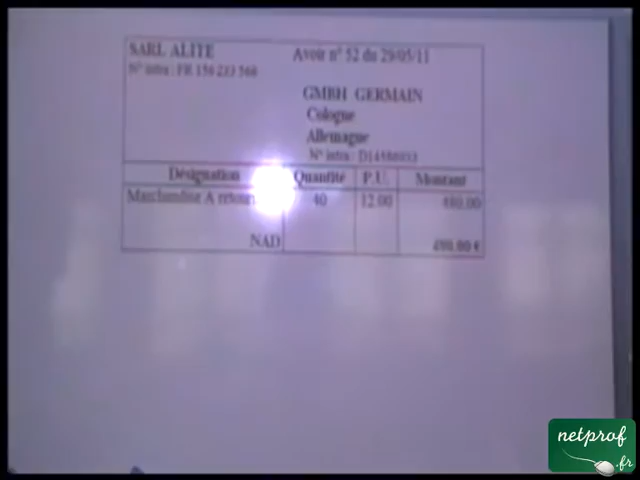 SARL ALITE
Avoir n° 52 du 29/05/11
N° intra : FR 156 233 568
GMBH GERMAIN
Cologne
Allemagne
N° intra :
Désignation Quantité P.U. Montant
Marchandise A 40 12.00 480.00
NAD 480.00 €
netprof
.fr